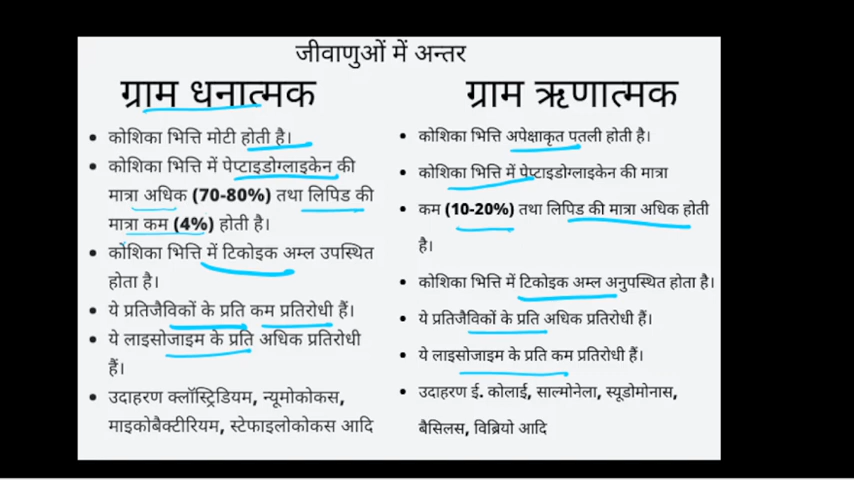 जीवाणुओं में अन्तर
ग्राम धनात्मक
• कोशिका भित्ति मोटी होती है।
• कोशिका भित्ति में पेप्टाइडोग्लाइकेन की
मात्रा अधिक (70-80%) तथा लिपिड की
मात्रा कम (4%) होती है।
• कोशिका भित्ति में टिकोइक अम्ल उपस्थित
होता है।
• ये प्रतिजैविकों के प्रति कम प्रतिरोधी हैं।
• ये लाइसोजाइम के प्रति अधिक प्रतिरोधी
हैं।
• उदाहरण क्लॉस्ट्रिडियम, न्यूमोकोकस,
माइकोबैक्टीरियम, स्टेफाइलोकोकस आदि
ग्राम ऋणात्मक
• कोशिका भित्ति अपेक्षाकृत पतली होती है।
• कोशिका भित्ति में पेप्टाइडोग्लाइकेन की मात्रा
• कम (10-20%) तथा लिपिड की मात्रा अधिक होती
है।
• कोशिका भित्ति में टिकोइक अम्ल अनुपस्थित होता है।
• ये प्रतिजैविकों के प्रति अधिक प्रतिरोधी हैं।
• ये लाइसोजाइम के प्रति कम प्रतिरोधी हैं।
• उदाहरण ई. कोलाई, साल्मोनेला, स्यूडोमोनास,
बैसिलस, विब्रियो आदि